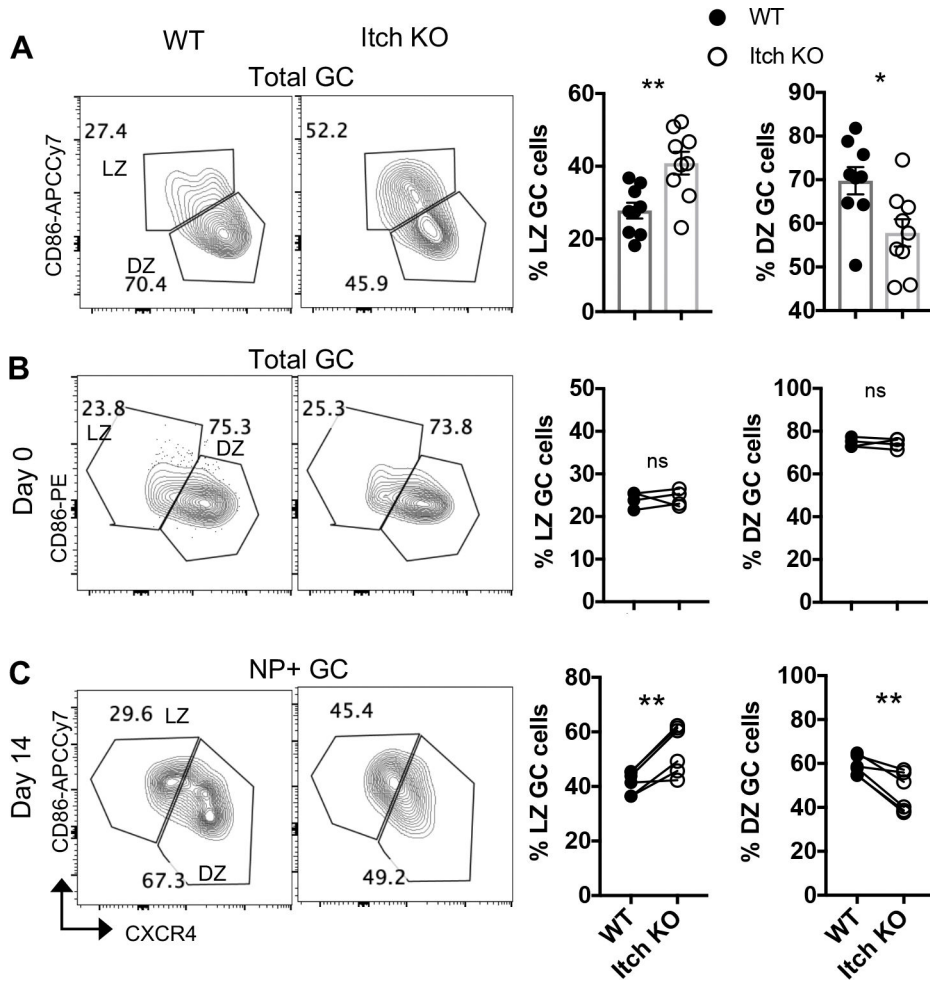 WT
Itch KO
WT
Itch KO
A
Total GC
CD86-APCCy7
27.4
LZ
DZ
70.4
52.2
45.9
% LZ GC cells
60
40
20
0
**
% DZ GC cells
90
80
70
60
50
40
*
B
Day 0
Total GC
CD86-PE
23.8
LZ
75.3
DZ
25.3
73.8
% LZ GC cells
50
40
30
20
10
0
ns
% DZ GC cells
100
80
60
40
20
0
ns
C
Day 14
NP+ GC
CD86-APCCy7
29.6
LZ
67.3
DZ
45.4
49.2
CXCR4
% LZ GC cells
80
60
40
20
0
**
WT
Itch KO
% DZ GC cells
100
80
60
40
20
0
**
WT
Itch KO